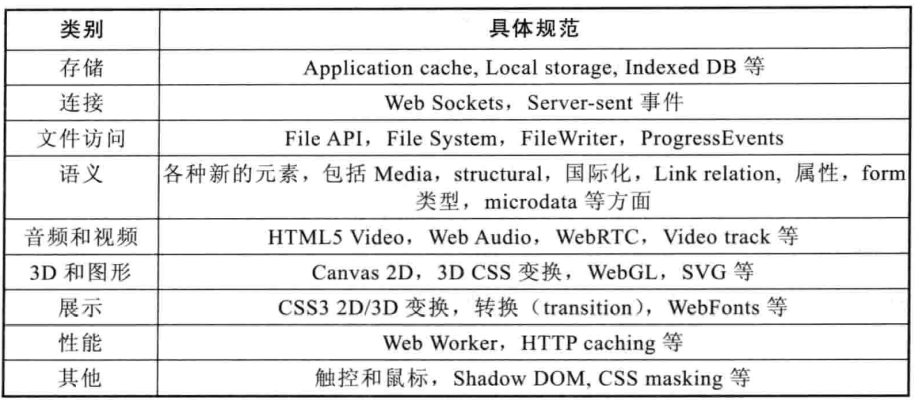 类别 具体规范
存储 Application cache, Local storage, Indexed DB 等
连接 Web Sockets，Server-sent 事件
文件访问 File API，File System，FileWriter，ProgressEvents
语义 各种新的元素，包括 Media，structural，国际化，Link relation, 属性，form
类型，microdata 等方面
音频和视频 HTML5 Video，Web Audio，WebRTC，Video track 等
3D 和图形 Canvas 2D，3D CSS 变换，WebGL，SVG 等
展示 CSS3 2D/3D 变换，转换（transition），WebFonts 等
性能 Web Worker，HTTP caching 等
其他 触控和鼠标，Shadow DOM, CSS masking 等